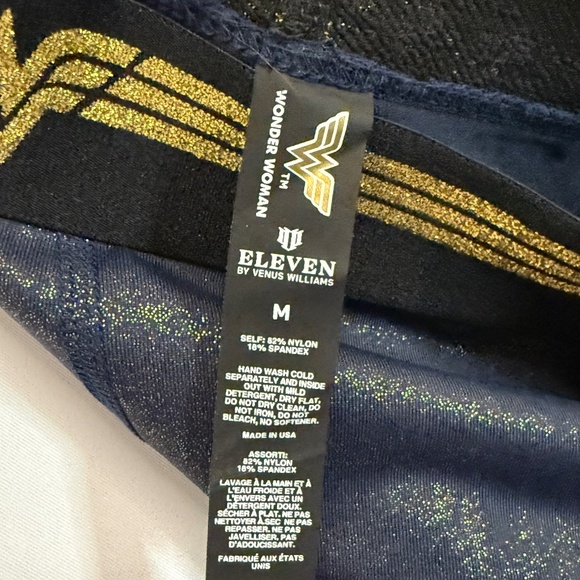 WONDER WOMAN
TM
ELEVEN
BY VENUS WILLIAMS
M
SELF: 82% NYLON
18% SPANDEX
HAND WASH COLD
SEPARATELY AND INSIDE
OUT WITH MILD
DETERGENT, DRY FLAT,
DO NOT DRY CLEAN, DO
NOT IRON, DO NOT
BLEACH, NO SOFTENER.
MADE IN USA
ASSORTI:
82% NYLON
18% SPANDEX
LAVAGE À LA MAIN ET À
L'EAU FROIDE ET À
L'ENVERS AVEC UN
DÉTERGENT DOUX.
SÉCHER À PLAT. NE PAS
NETTOYER À SEC NE PAS
REPASSER. NE PAS
JAVELLISER. PAS
D'ADOUCISSANT.
FABRIQUÉ AUX ÉTATS
UNIS